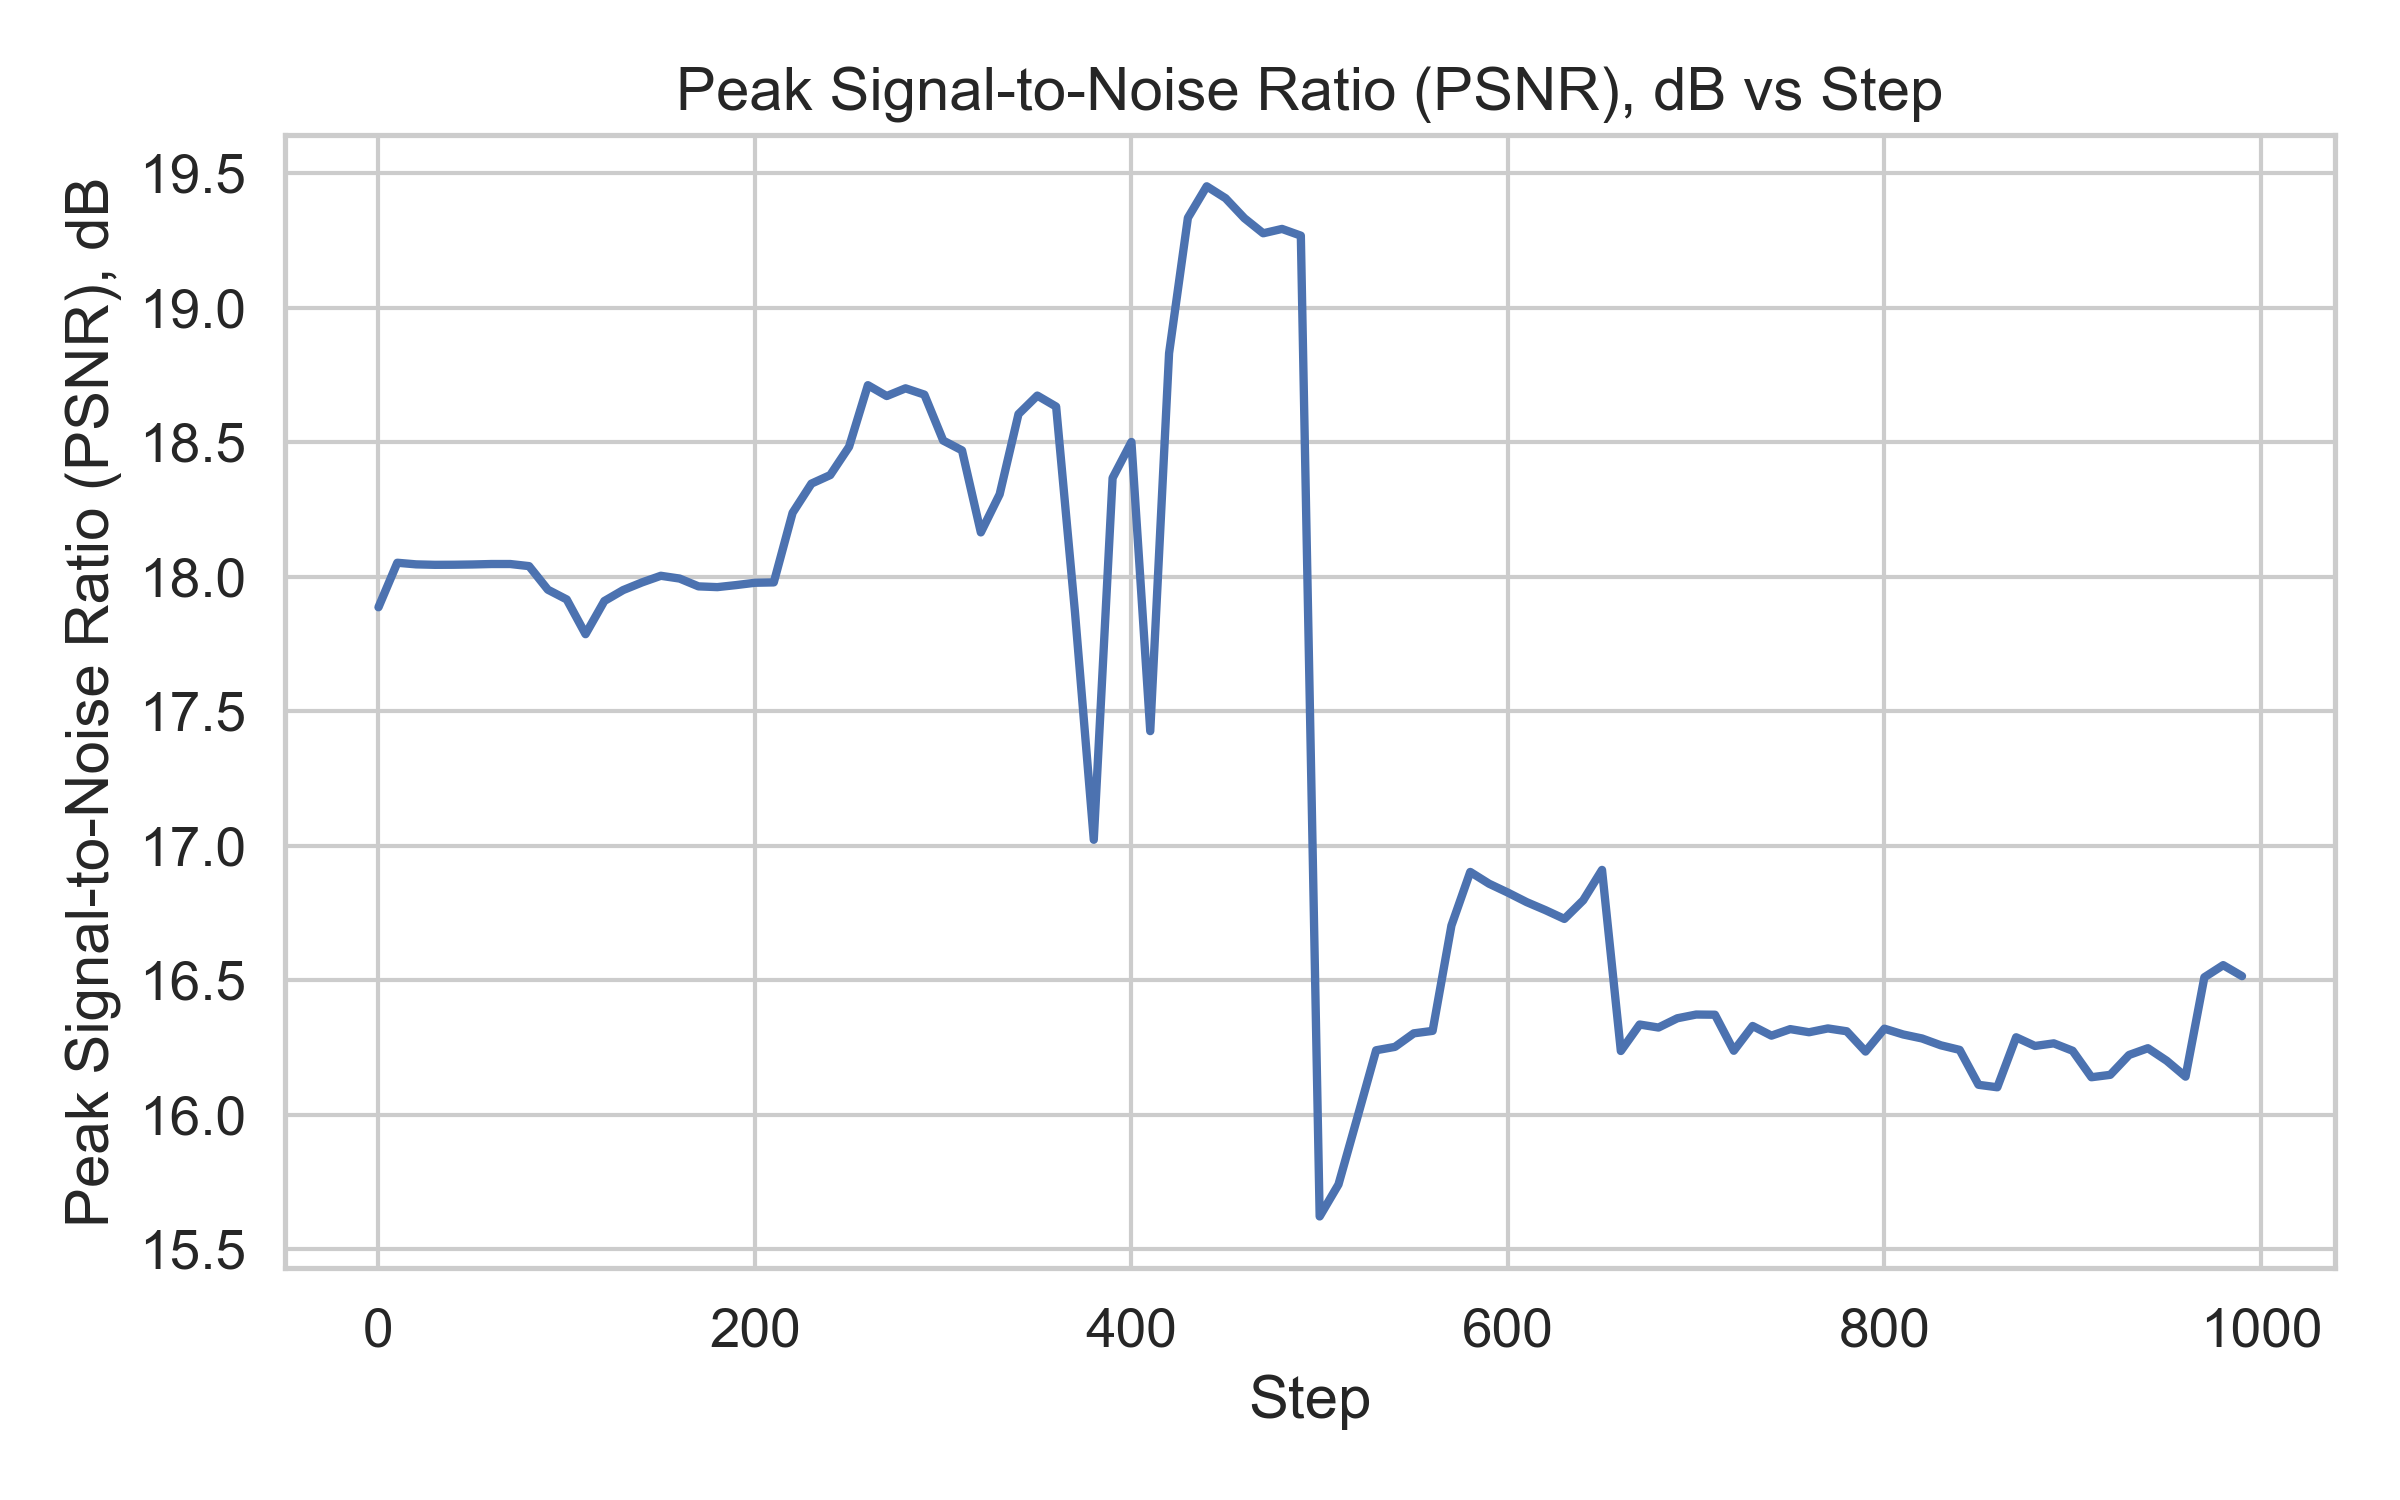 Peak Signal-to-Noise Ratio (PSNR), dB vs Step
Peak Signal-to-Noise Ratio (PSNR), dB
19.5
19.0
18.5
18.0
17.5
17.0
16.5
16.0
15.5
0 200 400 600 800 1000
Step